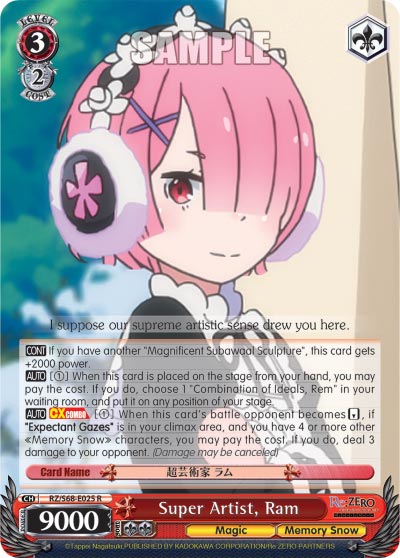 LEVEL
3
2
COST
SAMPLE
I suppose our supreme artistic sense drew you here.
CONT If you have another "Magnificent Subawaal Sculpture", this card gets
+2000 power.
AUTO [(1)] When this card is placed on the stage from your hand, you may
pay the cost. If you do, choose 1 "Combination of Ideals, Rem" in your
waiting room, and put it on any position of your stage.
AUTO CXCOMBO [(1)] When this card's battle opponent becomes, if
"Expectant Gazes" is in your climax area, and you have 4 or more other
«Memory Snow» characters, you may pay the cost. If you do, deal 3
damage to your opponent. (Damage may be canceled)
Card Name 超芸術家 ラム
CH RZ/S68-E025 R
POWER 9000 SOUL
Super Artist, Ram
Re:ZERO
Magic Memory Snow
©Tappei Nagatsuki,PUBLISHED BY KADOKAWA CORPORATION/Re:ZERO PARTNERS